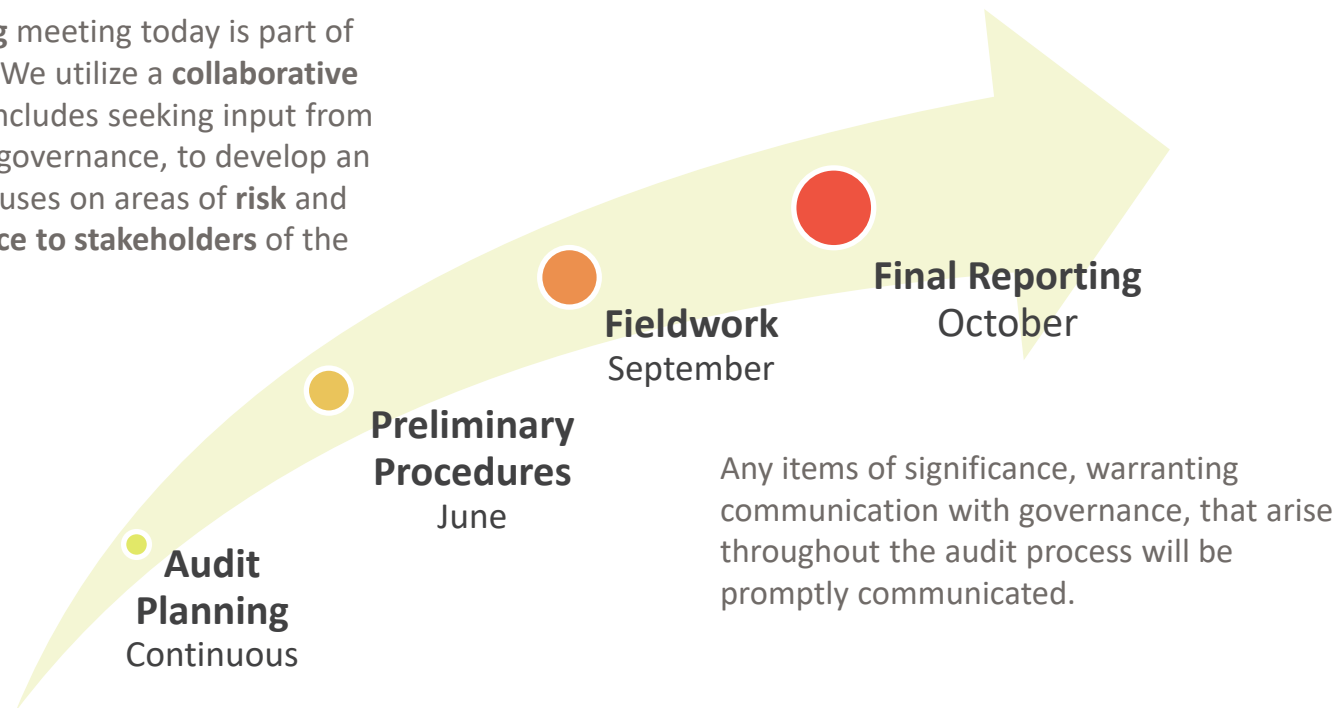 g meeting today is part of
We utilize a collaborative
ncludes seeking input from
governance, to develop an
uses on areas of risk and
ce to stakeholders of the
Final Reporting
October
Fieldwork
September
Preliminary
Procedures
June
Any items of significance, warranting
communication with governance, that arise
throughout the audit process will be
promptly communicated.
Audit
Planning
Continuous